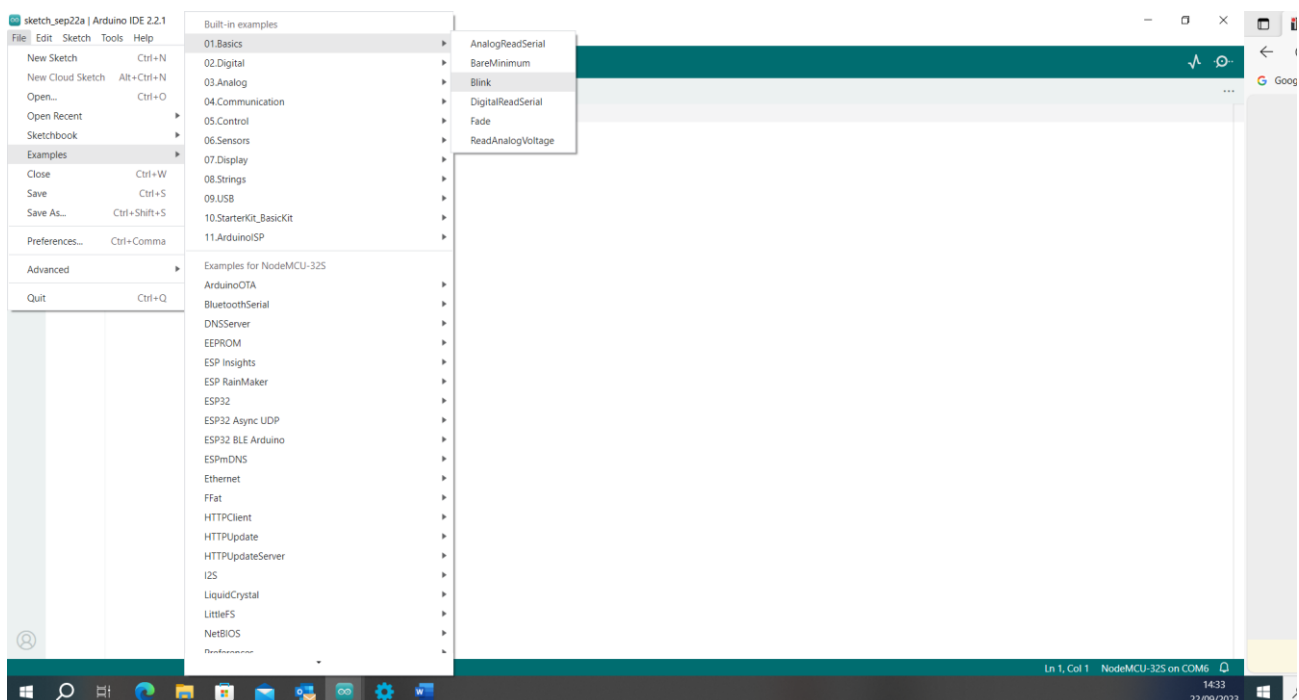 sketch_sep22a | Arduino IDE 2.2.1
File Edit Sketch Tools Help
New Sketch Ctrl+N
New Cloud Sketch Alt+Ctrl+N
Open... Ctrl+O
Open Recent
Sketchbook
Examples
Close Ctrl+W
Save Ctrl+S
Save As... Ctrl+Shift+S
Preferences... Ctrl+Comma
Advanced
Quit Ctrl+Q
Built-in examples
01.Basics
02.Digital
03.Analog
04.Communication
05.Control
06.Sensors
07.Display
08.Strings
09.USB
10.StarterKit_BasicKit
11.ArduinoISP
Examples for NodeMCU-32S
ArduinoOTA
BluetoothSerial
DNSServer
EEPROM
ESP Insights
ESP RainMaker
ESP32
ESP32 Async UDP
ESP32 BLE Arduino
ESPmDNS
Ethernet
FFat
HTTPClient
HTTPUpdate
HTTPUpdateServer
I2S
LiquidCrystal
LittleFS
NetBIOS
Preferences
AnalogReadSerial
BareMinimum
Blink
DigitalReadSerial
Fade
ReadAnalogVoltage
Goog
Ln 1, Col 1 NodeMCU-32S on COM6
14:33
22/09/2023